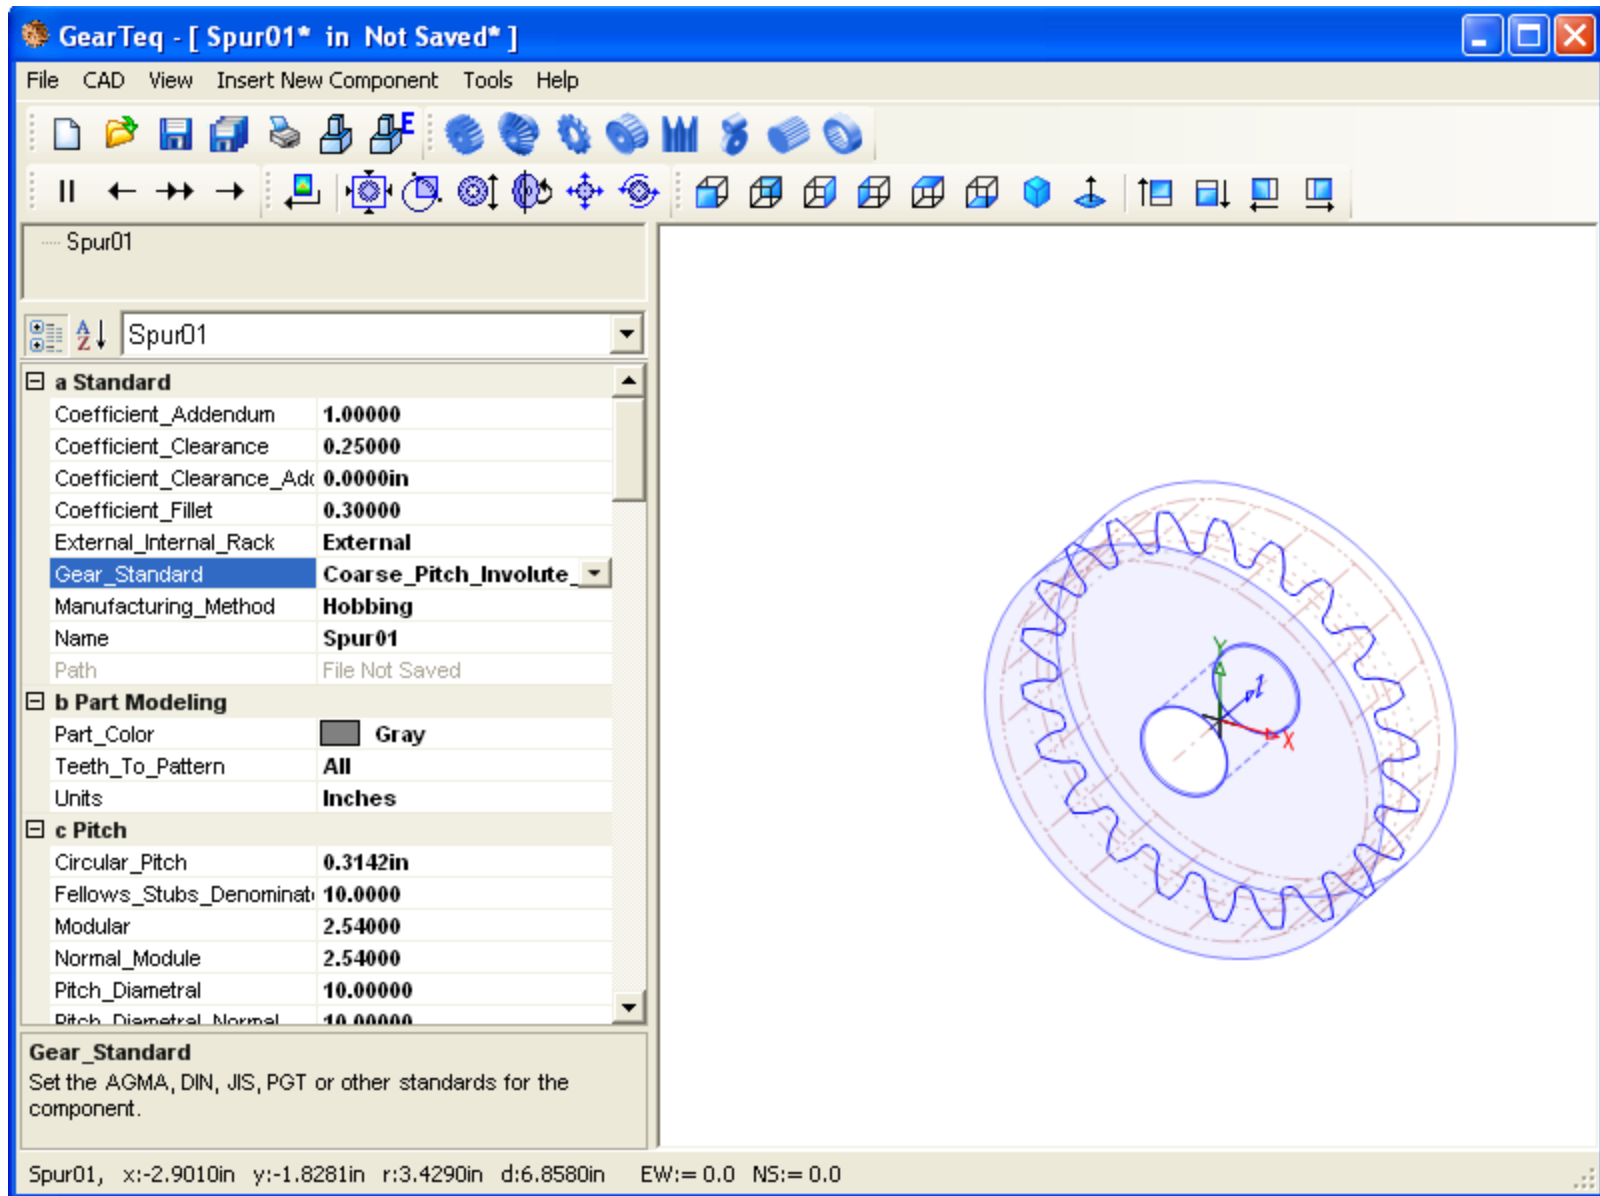 GearTeq - [ Spur01*  in  Not Saved* ]
File CAD View Insert New Component Tools Help
E
Spur01
A
Z
Spur01
a Standard
Coefficient_Addendum 1.00000
Coefficient_Clearance 0.25000
Coefficient_Clearance_Add 0.0000in
Coefficient_Fillet 0.30000
External_Internal_Rack External
Gear_Standard Coarse_Pitch_Involute_
Manufacturing_Method Hobbing
Name Spur01
Path File Not Saved
b Part Modeling
Part_Color Gray
Teeth_To_Pattern All
Units Inches
c Pitch
Circular_Pitch 0.3142in
Fellows_Stubs_Denominat 10.0000
Modular 2.54000
Normal_Module 2.54000
Pitch_Diametral 10.00000
Pitch_Diametral_Normal 10.00000
Y
Z
X
Gear_Standard
Set the AGMA, DIN, JIS, PGT or other standards for the
component.
Spur01, x:-2.9010in y:-1.8281in r:3.4290in d:6.8580in EW:= 0.0 NS:= 0.0